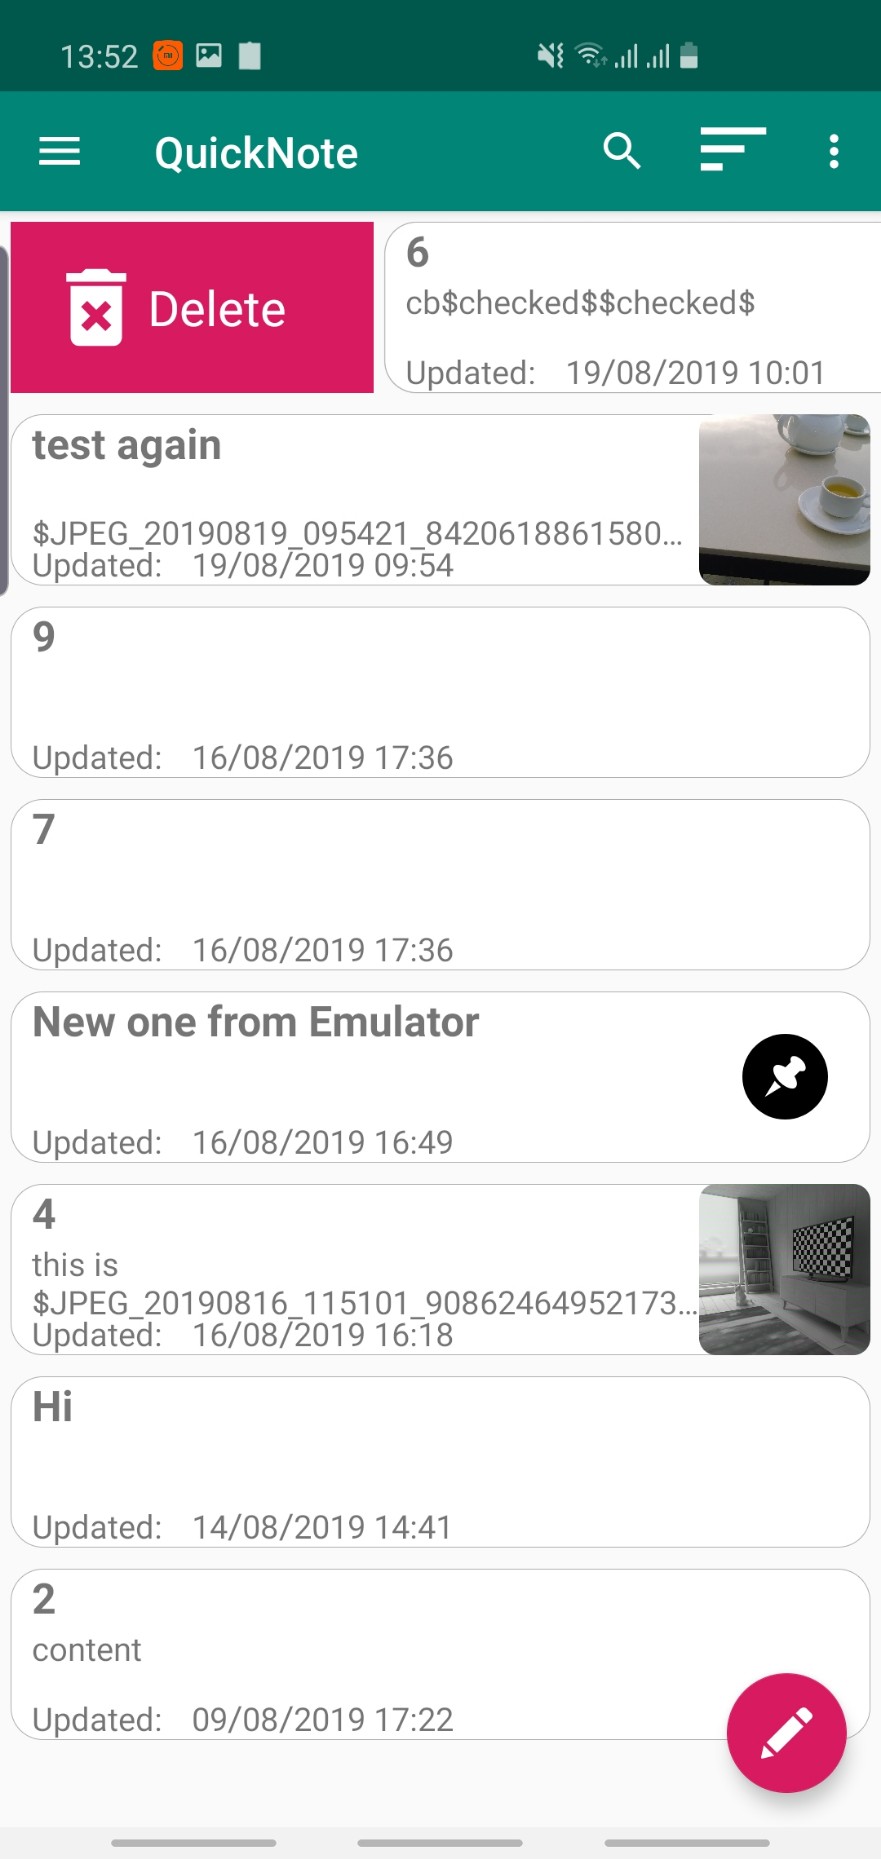 13:52
QuickNote
Delete
6
cb$checked$$checked$
Updated: 19/08/2019 10:01
test again
$JPEG_20190819_095421_8420618861580...
Updated: 19/08/2019 09:54
9
Updated: 16/08/2019 17:36
7
Updated: 16/08/2019 17:36
New one from Emulator
Updated: 16/08/2019 16:49
4
this is
$JPEG_20190816_115101_90862464952173...
Updated: 16/08/2019 16:18
Hi
Updated: 14/08/2019 14:41
2
content
Updated: 09/08/2019 17:22